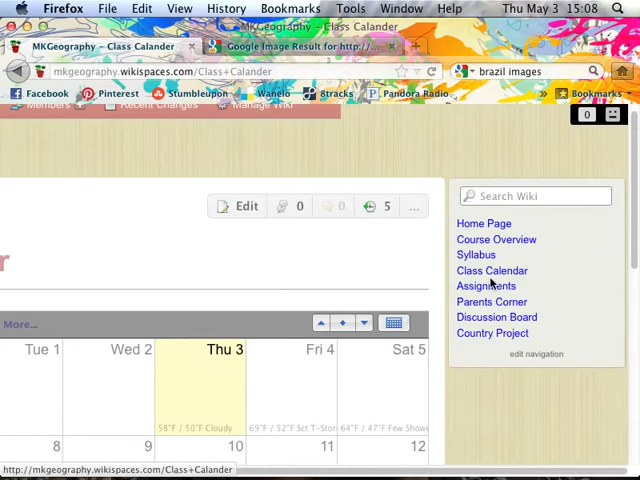 Firefox File Edit View History Bookmarks Tools Window Help Thu May 3 15:08
MKGeography – Class Calander
MKGeography – Class Calander Google Image Result for http://...
mkgeography.wikispaces.com/Class+Calander brazil images
Facebook Pinterest Stumbleupon Wanelo 8tracks Pandora Radio » Bookmarks
Members Recent Changes Manage Wiki
0
Search Wiki
Edit 0 0 5 ...
Home Page
Course Overview
Syllabus
Class Calendar
Assignments
Parents Corner
Discussion Board
Country Project
edit navigation
r
More...
Tue 1 Wed 2 Thu 3 Fri 4 Sat 5
58°F / 50°F Cloudy 69°F / 52°F Sct T-Stor 64°F / 47°F Few Showe
8 9 10 11 12
http://mkgeography.wikispaces.com/Class+Calander